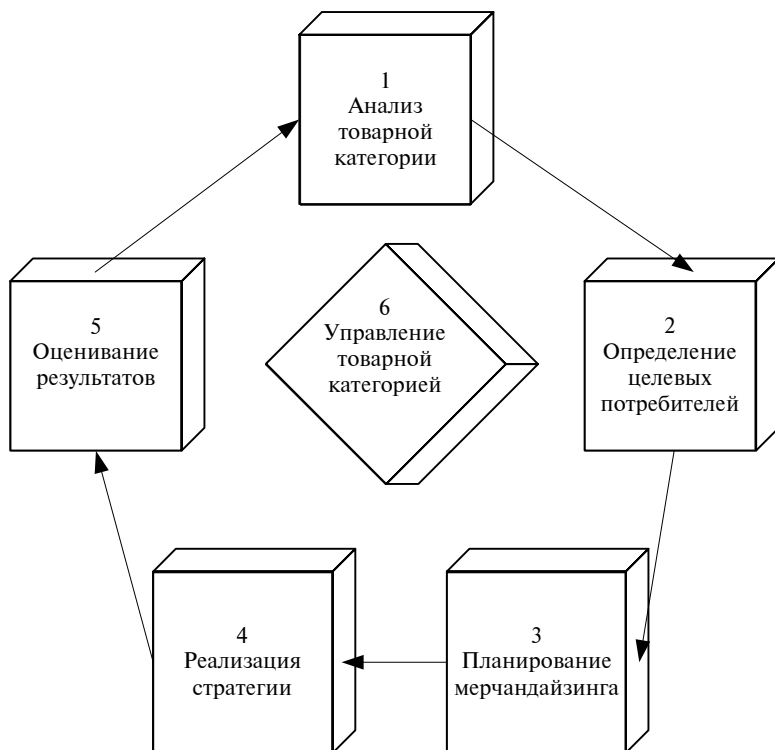 1
Анализ
товарной
категории
2
Определение
целевых
потребителей
3
Планирование
мерчандайзинга
4
Реализация
стратегии
5
Оценивание
результатов
6
Управление
товарной
категорией